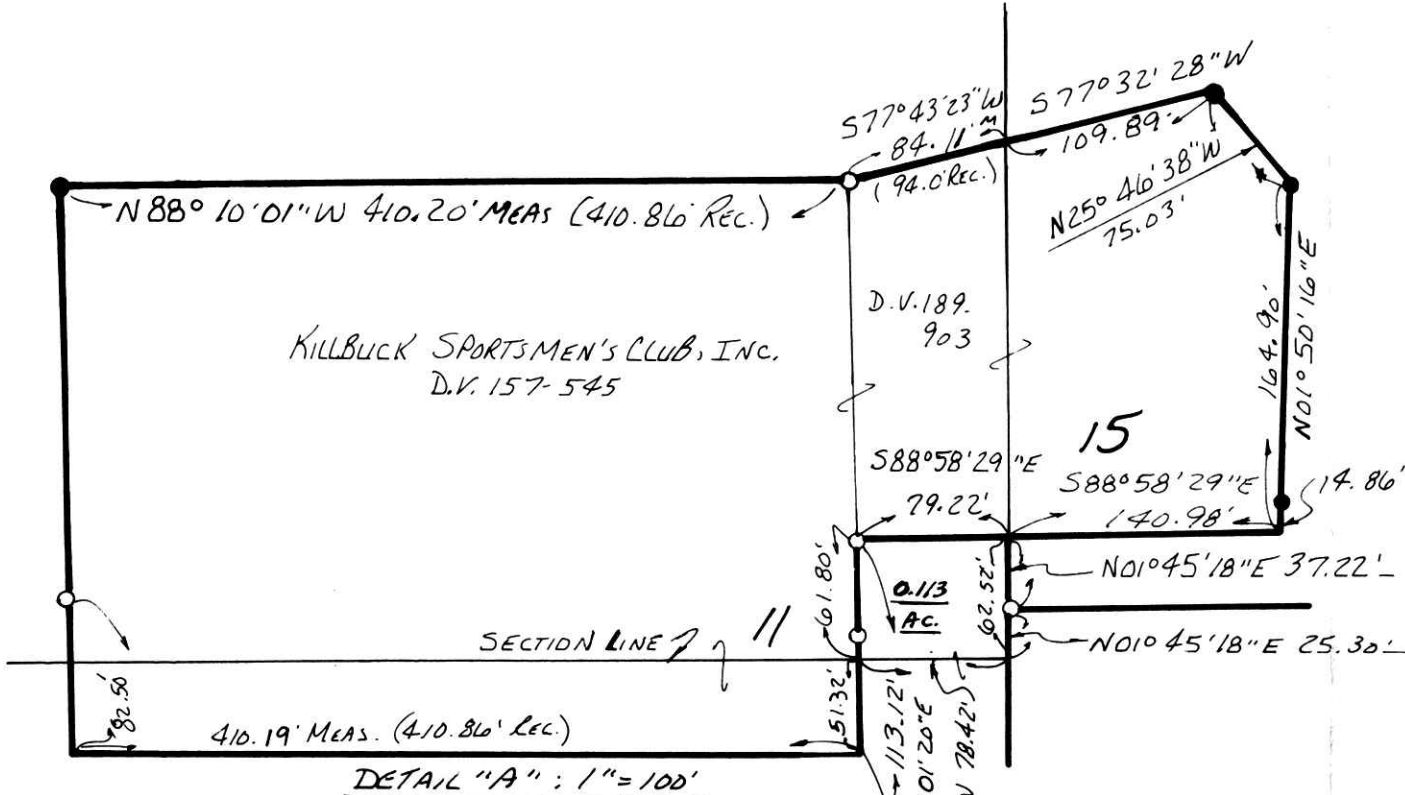 S77°32'28"W
109.89'
S77°43'23"W
84.11' M
(94.0' REC.)
N25°46'38"W
75.03'
N88°10'01"W 410.20' MEAS (410.86' REC.)
164.90'
N01°50'16"E
D.V.189.
903
KILLBUCK SPORTSMEN'S CLUB, INC.
D.V. 157-545
15
S88°58'29"E
79.22'
S88°58'29"E
140.98'
14.86'
N01°45'18"E 37.22'
61.80'
0.113
AC.
62.52'
SECTION LINE
11
N01°45'18"E 25.30'
82.50'
410.19' MEAS. (410.86' REC.)
51.32'
113.12'
01'20"E
78.42'
DETAIL "A" : 1"=100'